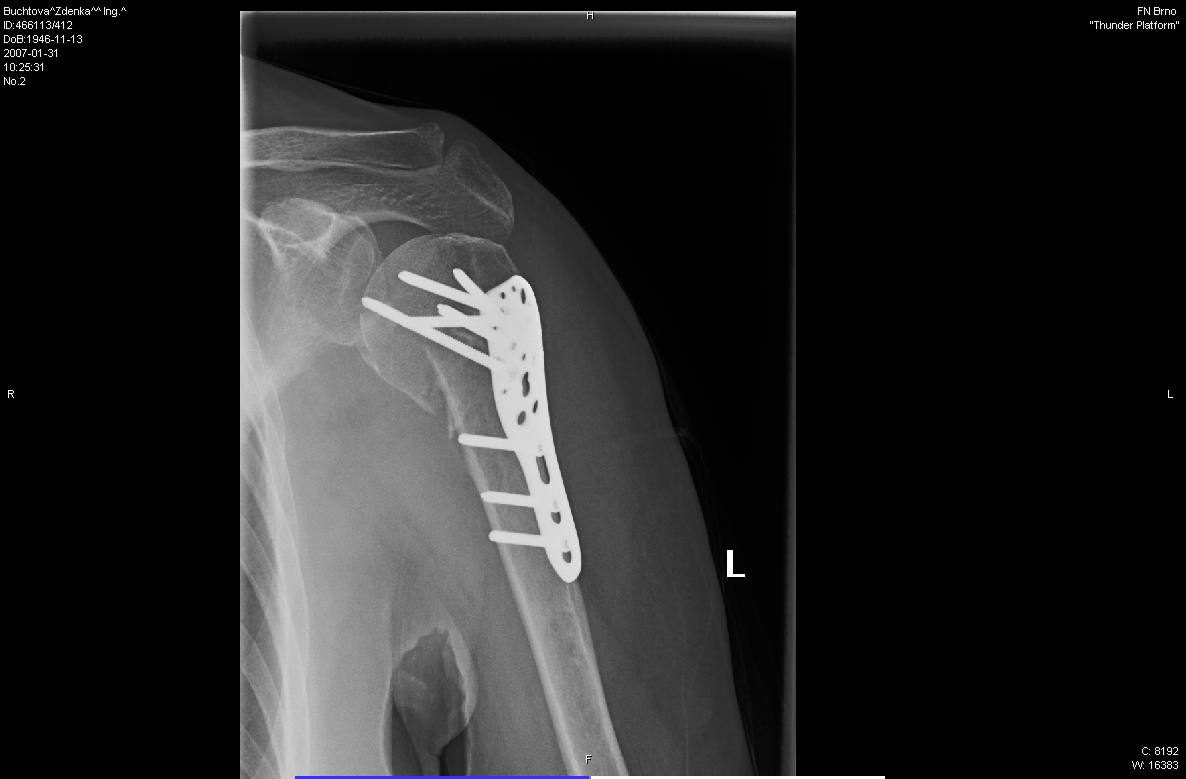 Buchtova^Zdenka^^ Ing.^
ID:466113/412
DoB:1946-11-13
2007-01-31
10:25:31
No.2
FN Brno
"Thunder Platform"
H
R
L
L
F
C: 8192
W: 16383